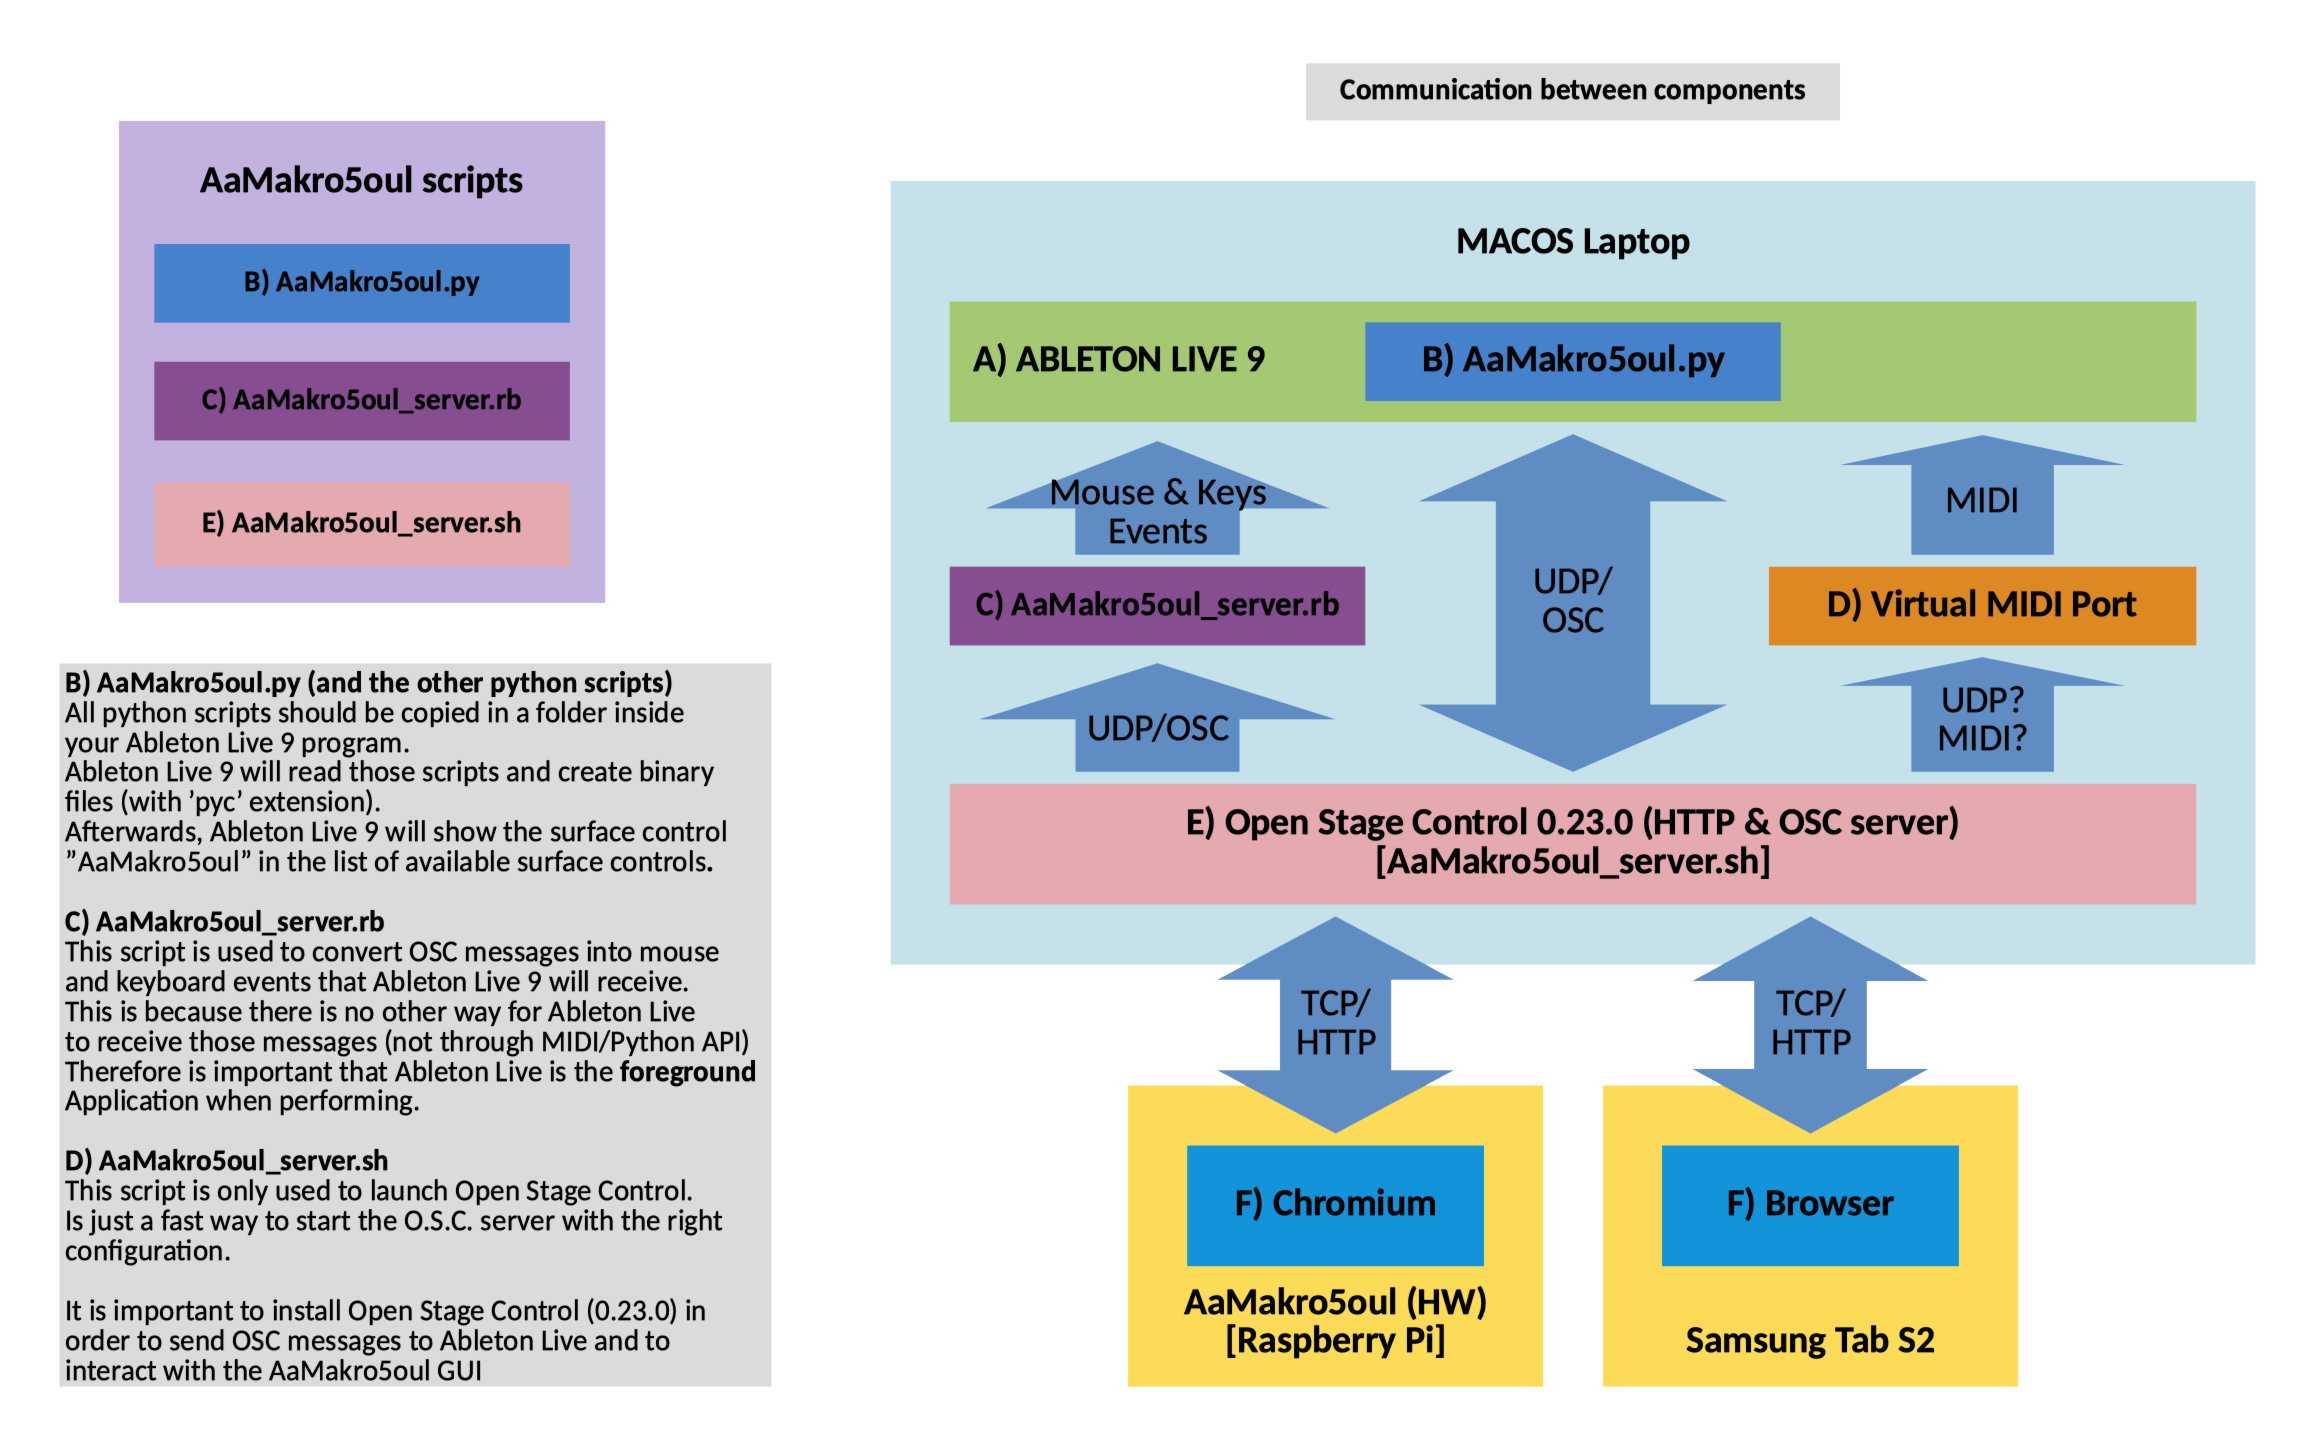 Communication between components
AaMakro5oul scripts
B) AaMakro5oul.py
C) AaMakro5oul_server.rb
E) AaMakro5oul_server.sh
B) AaMakro5oul.py (and the other python scripts)
All python scripts should be copied in a folder inside
your Ableton Live 9 program.
Ableton Live 9 will read those scripts and create binary
files (with ’pyc’ extension).
Afterwards, Ableton Live 9 will show the surface control
”AaMakro5oul” in the list of available surface controls.
C) AaMakro5oul_server.rb
This script is used to convert OSC messages into mouse
and keyboard events that Ableton Live 9 will receive.
This is because there is no other way for Ableton Live
to receive those messages (not through MIDI/Python API)
Therefore is important that Ableton Live is the foreground
Application when performing.
D) AaMakro5oul_server.sh
This script is only used to launch Open Stage Control.
Is just a fast way to start the O.S.C. server with the right
configuration.
It is important to install Open Stage Control (0.23.0) in
order to send OSC messages to Ableton Live and to
interact with the AaMakro5oul GUI
MACOS Laptop
A) ABLETON LIVE 9
B) AaMakro5oul.py
Mouse & Keys
Events
UDP/
OSC
MIDI
C) AaMakro5oul_server.rb
D) Virtual MIDI Port
UDP/OSC
UDP?
MIDI?
E) Open Stage Control 0.23.0 (HTTP & OSC server)
[AaMakro5oul_server.sh]
TCP/
HTTP
TCP/
HTTP
F) Chromium
AaMakro5oul (HW)
[Raspberry Pi]
F) Browser
Samsung Tab S2